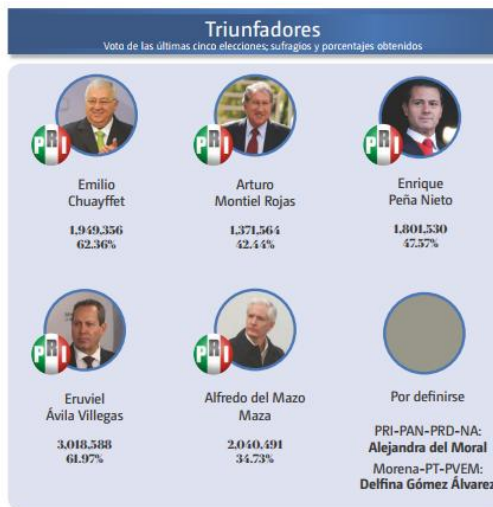 Triunfadores
Voto de las últimas cinco elecciones; sufragios y porcentajes obtenidos
PRI
Emilio
Chuayffet
1,949,356
62.36%
PRI
Arturo
Montiel Rojas
1,371,564
42.44%
PRI
Enrique
Peña Nieto
1,801,530
47.57%
PRI
Eruviel
Ávila Villegas
3,018,588
61.97%
PRI
Alfredo del Mazo
Maza
2,040,491
34.73%
Por definirse
PRI-PAN-PRD-NA:
Alejandra del Moral
Morena-PT-PVEM:
Delfina Gómez Álvarez